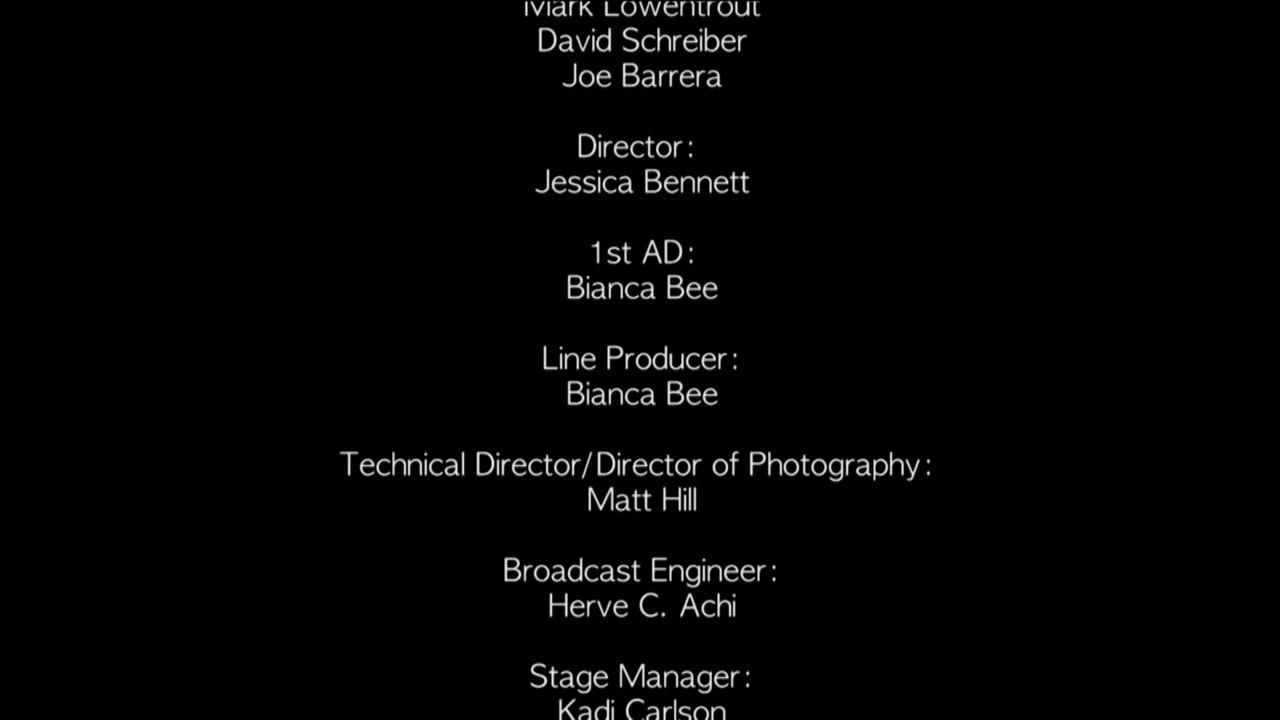 Mark Lowentrout
David Schreiber
Joe Barrera
Director:
Jessica Bennett
1st AD:
Bianca Bee
Line Producer:
Bianca Bee
Technical Director/Director of Photography:
Matt Hill
Broadcast Engineer:
Herve C. Achi
Stage Manager:
Kadi Carlson